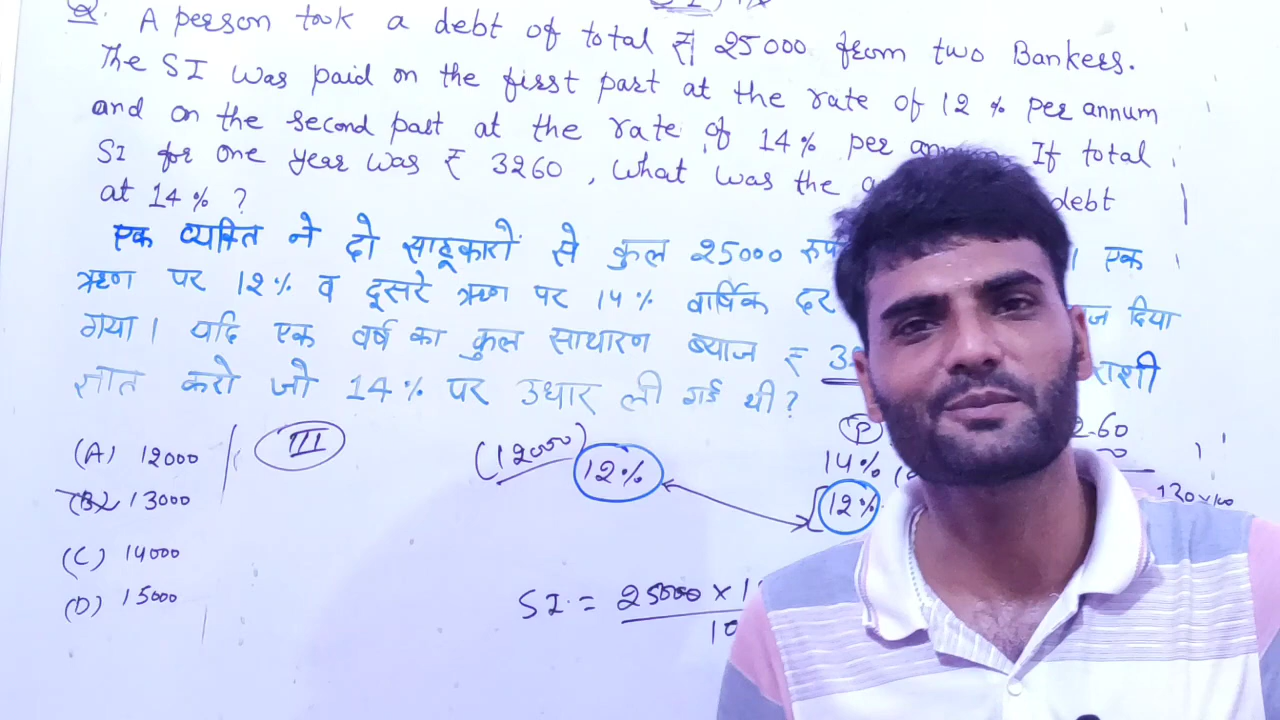 Q. A person took a debt of total ₹ 25000 from two Bankers.
The SI was paid on the first part at the rate of 12 % per annum
and on the second part at the rate of 14 % per If total
SI for one year was ₹ 3260 , What was the debt
at 14 % ?
एक व्यक्ति ने दो साहूकारों से कुल 25000 । एक
ऋण पर 12% व दूसरे ऋण पर 14% वार्षिक दर दिया
गया। यदि एक वर्ष का कुल साधारण ब्याज ₹ राशी
ज्ञात करो जो 14% पर उधार ली गई थी?
(A) 12000
(B) 13000
(C) 14000
(D) 15000
III
(12000) 12%
P
14%
12%
120×100
SI = 25000 ×